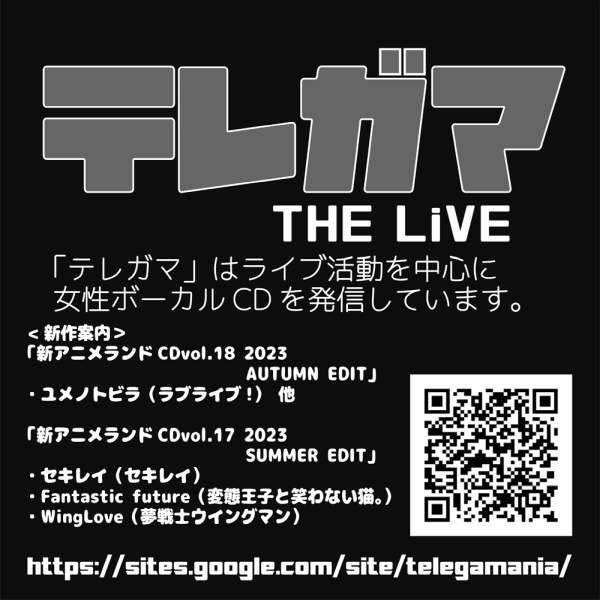 テレガマ
THE LiVE
「テレガマ」はライブ活動を中心に
女性ボーカルCDを発信しています。
<新作案内>
「新アニメランドCDvol.18 2023
AUTUMN EDIT」
・ユメノトビラ(ラブライブ!) 他
「新アニメランドCDvol.17 2023
SUMMER EDIT」
・セキレイ(セキレイ)
・Fantastic future(変態王子と笑わない猫。)
・WingLove(夢戦士ウイングマン)
https://sites.google.com/site/telegamania/